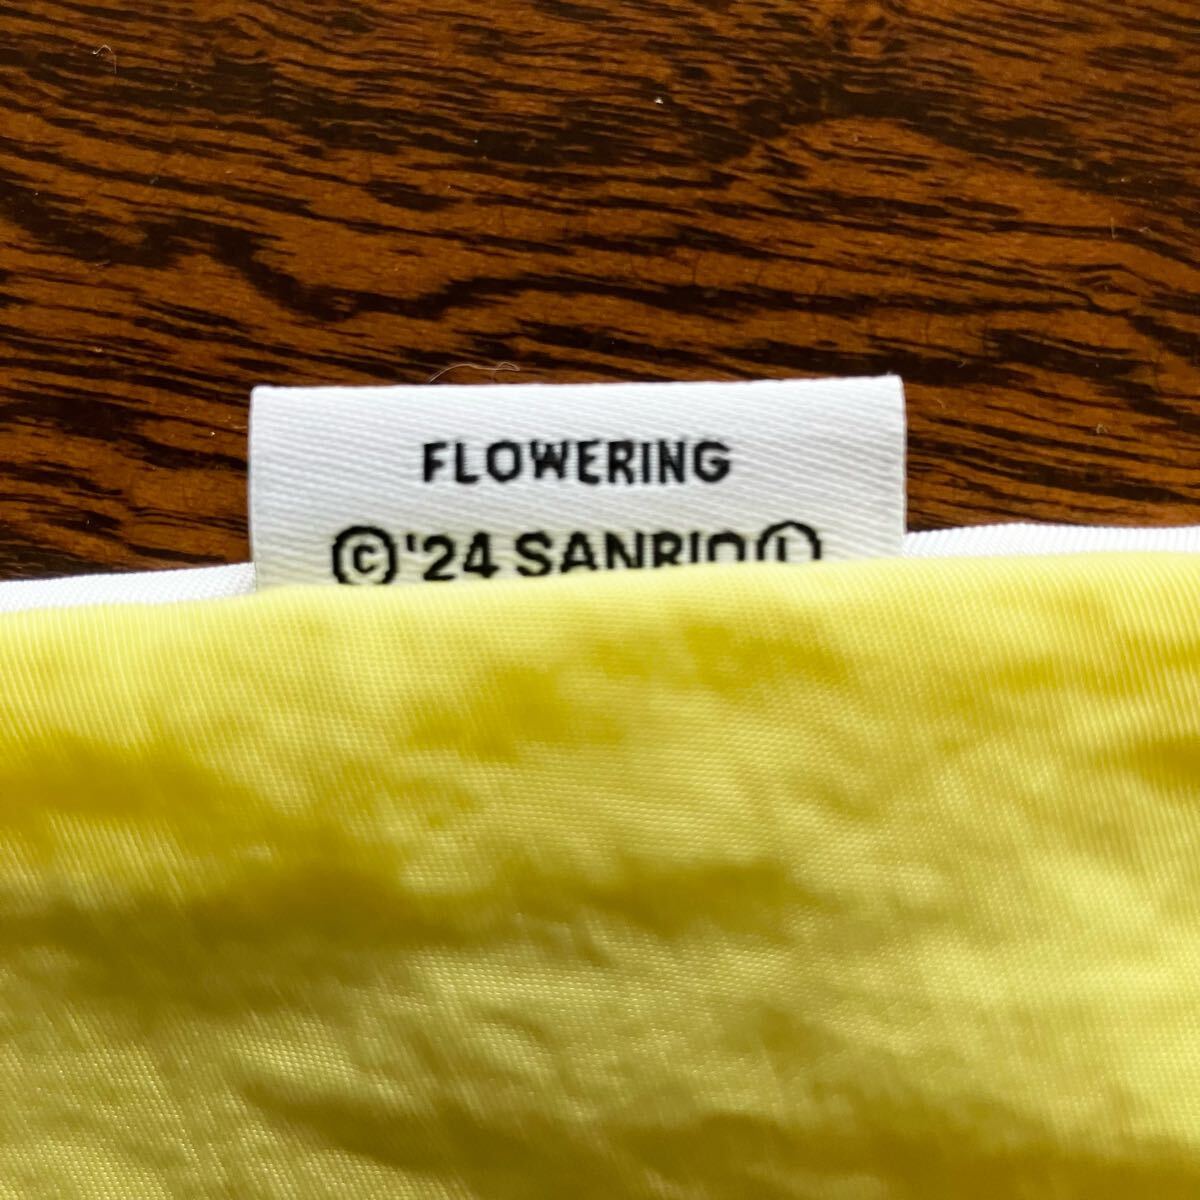 FLOWERING
©'24 SANRIO Ⓛ